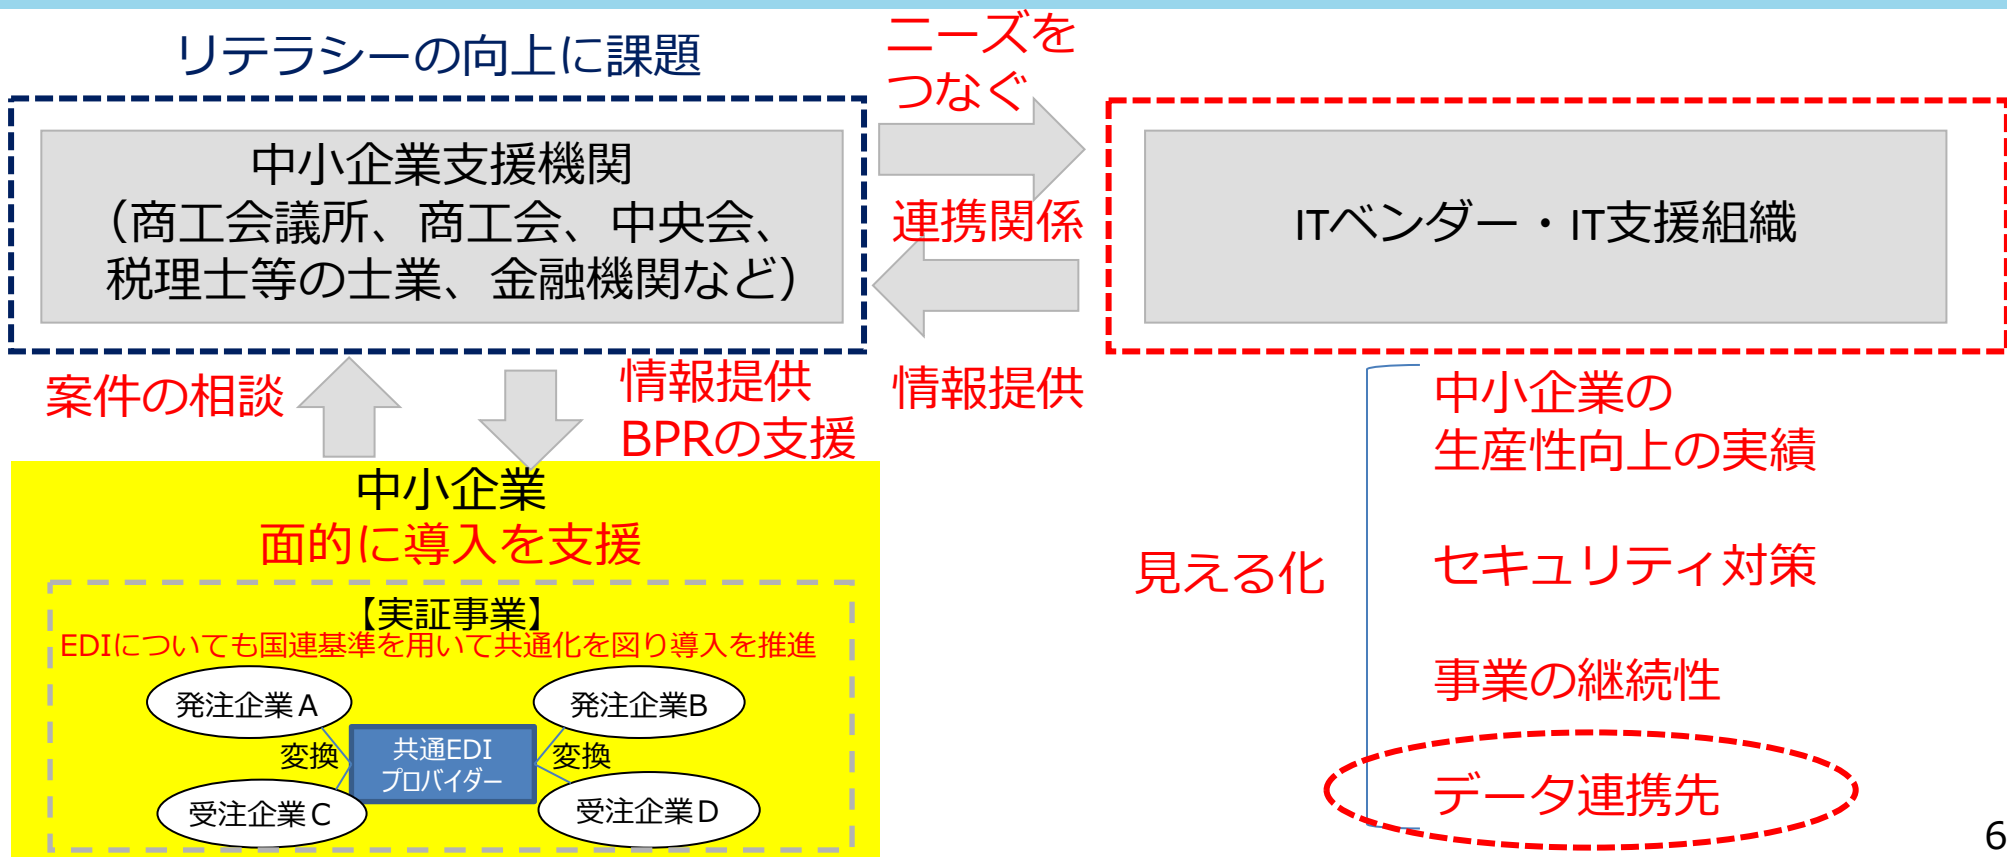 リテラシーの向上に課題
ニーズを
つなぐ
中小企業支援機関
（商工会議所、商工会、中央会、
税理士等の士業、金融機関など）
連携関係
ITベンダー・IT支援組織
案件の相談
情報提供
BPRの支援
情報提供
中小企業
面的に導入を支援
【実証事業】
EDIについても国連基準を用いて共通化を図り導入を推進
発注企業A
発注企業B
変換
共通EDI
プロバイダー
変換
受注企業C
受注企業D
見える化
中小企業の
生産性向上の実績
セキュリティ対策
事業の継続性
データ連携先
6